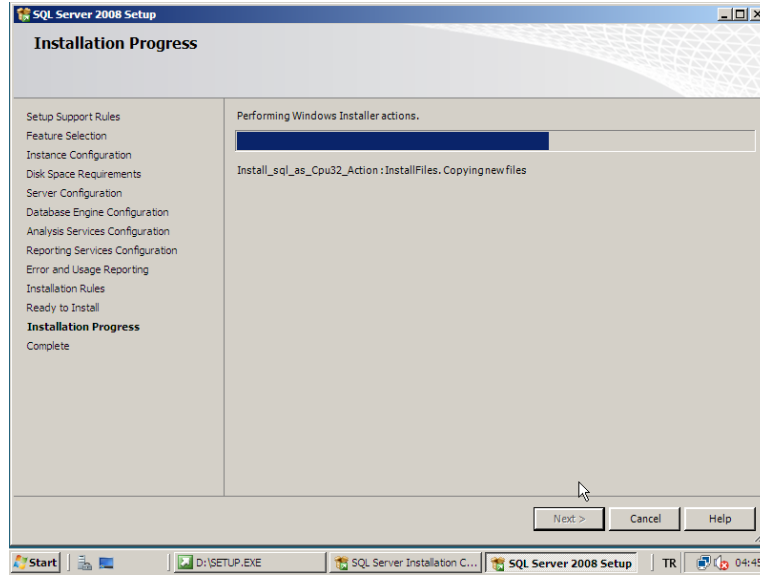 SQL Server 2008 Setup
Installation Progress
Setup Support Rules
Feature Selection
Instance Configuration
Disk Space Requirements
Server Configuration
Database Engine Configuration
Analysis Services Configuration
Reporting Services Configuration
Error and Usage Reporting
Installation Rules
Ready to Install
Installation Progress
Complete
Performing Windows Installer actions.
Install_sql_as_Cpu32_Action : InstallFiles. Copying new files
Next >
Cancel
Help
Start
D:\SETUP.EXE
SQL Server Installation C...
SQL Server 2008 Setup
TR
04:45